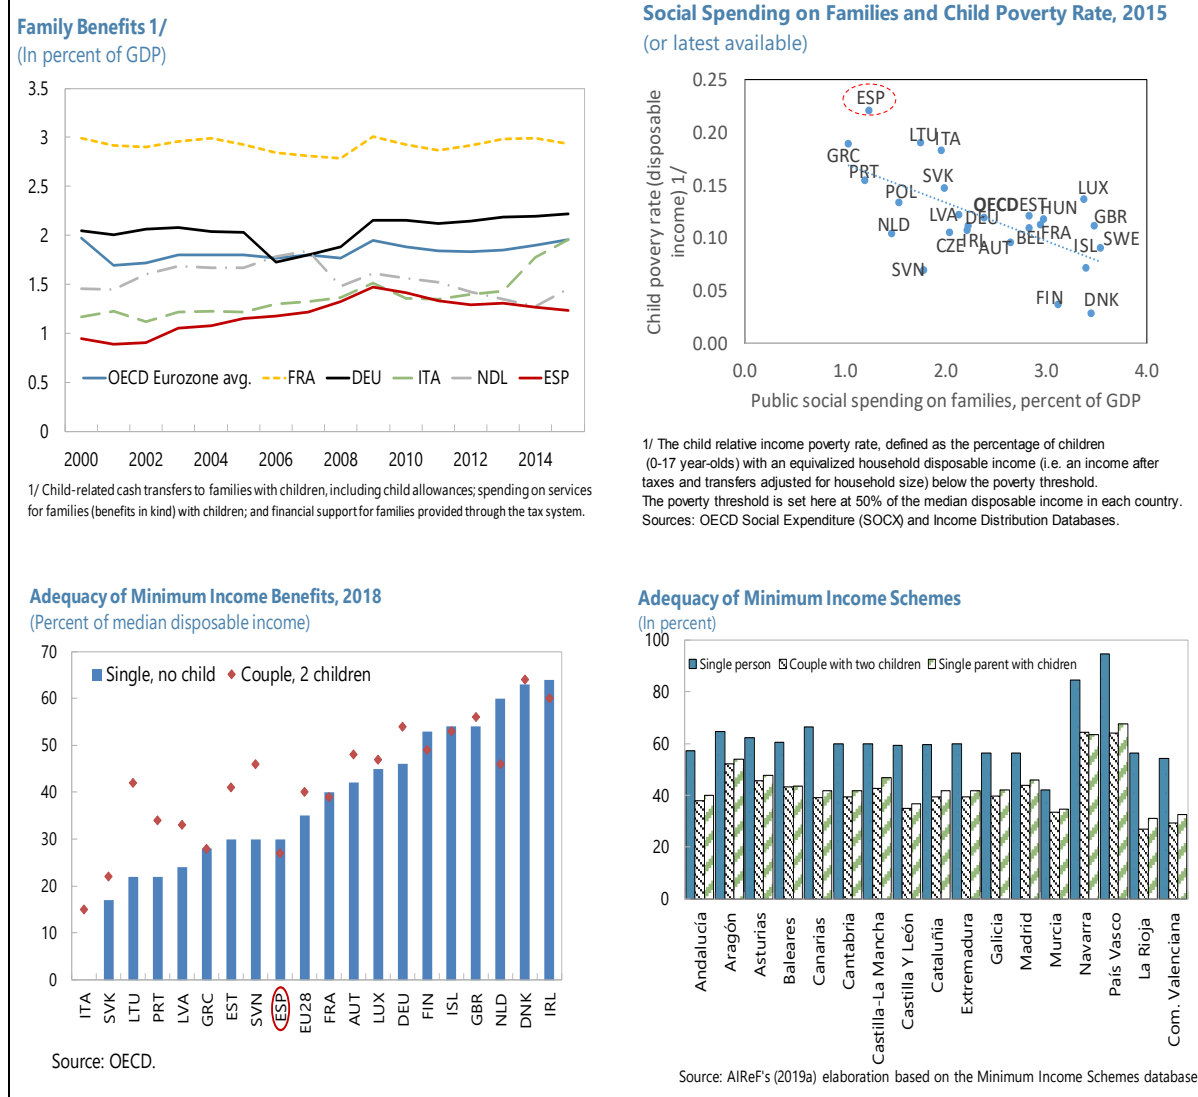 Family Benefits 1/
(In percent of GDP)
3.5
3
2.5
2
1.5
1
0.5
0
OECD Eurozone avg. FRA DEU ITA NDL ESP
2000 2002 2004 2006 2008 2010 2012 2014
1/ Child-related cash transfers to families with children, including child allowances; spending on services
for families (benefits in kind) with children; and financial support for families provided through the tax system.
Social Spending on Families and Child Poverty Rate, 2015
(or latest available)
Child poverty rate (disposable
income) 1/
0.25
0.20
0.15
0.10
0.05
0.00
ESP
LTU ITA
GRC
PRT
SVK
POL
LUX
LVA DEU OECD EST HUN GBR
NLD
CZE IRL AUT BEL FRA ISL SWE
SVN
FIN DNK
0.0 1.0 2.0 3.0 4.0
Public social spending on families, percent of GDP
1/ The child relative income poverty rate, defined as the percentage of children
(0-17 year-olds) with an equivalized household disposable income (i.e. an income after
taxes and transfers adjusted for household size) below the poverty threshold.
The poverty threshold is set here at 50% of the median disposable income in each country.
Sources: OECD Social Expenditure (SOCX) and Income Distribution Databases.
Adequacy of Minimum Income Benefits, 2018
(Percent of median disposable income)
70
60
50
40
30
20
10
0
Single, no child Couple, 2 children
ITA
SVK
LTU
PRT
LVA
GRC
EST
SVN
ESP
EU28
FRA
AUT
LUX
DEU
FIN
ISL
GBR
NLD
DNK
IRL
Source: OECD.
Adequacy of Minimum Income Schemes
(In percent)
100
80
60
40
20
0
Single person Couple with two children Single parent with chidren
Andalucía
Aragón
Asturias
Baleares
Canarias
Cantabria
Castilla-La Mancha
Castilla Y León
Cataluñia
Extremadura
Galicia
Madrid
Murcia
Navarra
País Vasco
La Rioja
Com. Valenciana
Source: AIReF's (2019a) elaboration based on the Minimum Income Schemes database